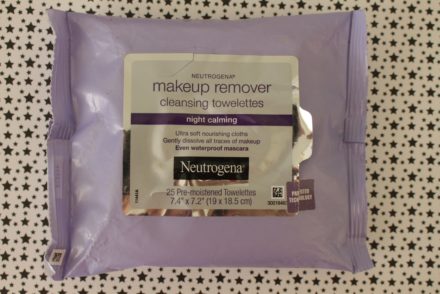 NEUTROGENA®
makeup remover
cleansing towelettes
night calming
Ultra soft nourishing cloths
Gently dissolve all traces of makeup
Even waterproof mascara
Neutrogena®
25 Pre-moistened Towelettes
7.4" x 7.2" (19 x 18.5 cm)